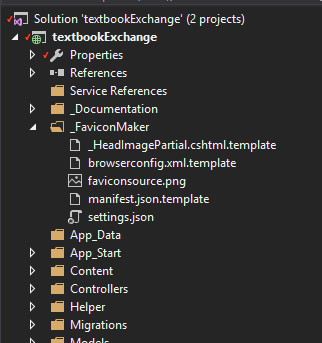 Solution 'textbookExchange' (2 projects)
textbookExchange
Properties
References
Service References
_Documentation
_FaviconMaker
_HeadImagePartial.cshtml.template
browserconfig.xml.template
faviconsource.png
manifest.json.template
settings.json
App_Data
App_Start
Content
Controllers
Helper
Migrations
Models